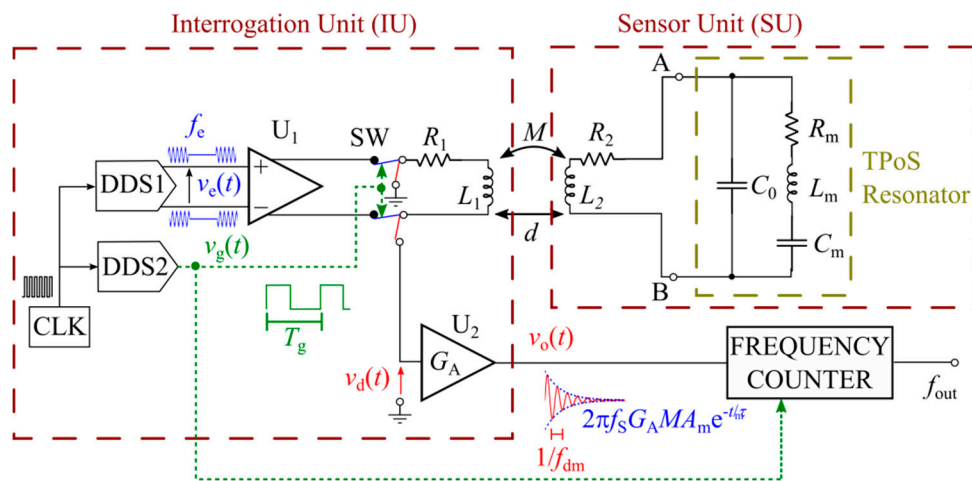 Interrogation Unit (IU)
Sensor Unit (SU)
A
fe
U1
SW
R1
M
R2
Rm
TPoS
Resonator
DDS1
ve(t)
+
−
L1
L2
C0
Lm
d
Cm
vg(t)
DDS2
B
CLK
Tg
U2
GA
vd(t)
vo(t)
FREQUENCY
COUNTER
fout
2πfSGAMAme-t/τm
1/fdm